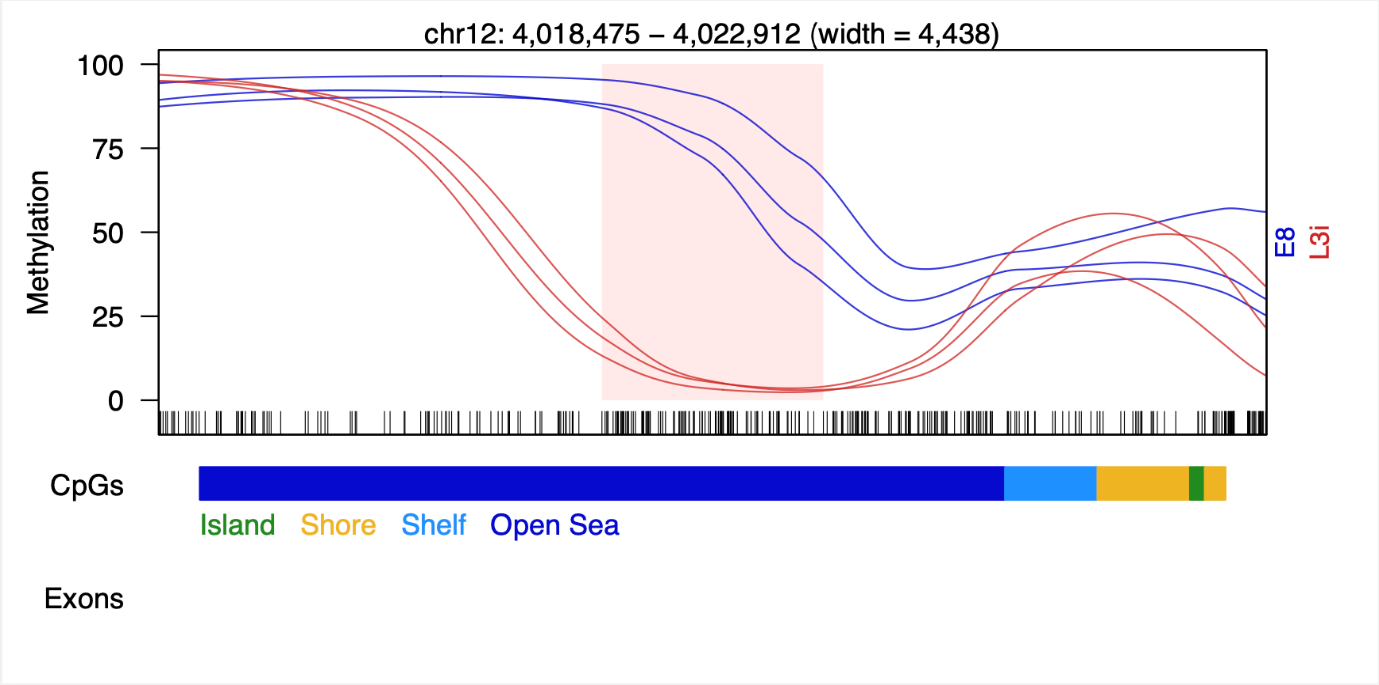 chr12: 4,018,475 – 4,022,912 (width = 4,438)
100
75
50
25
0
Methylation
E8
L3i
CpGs
Island Shore Shelf Open Sea
Exons